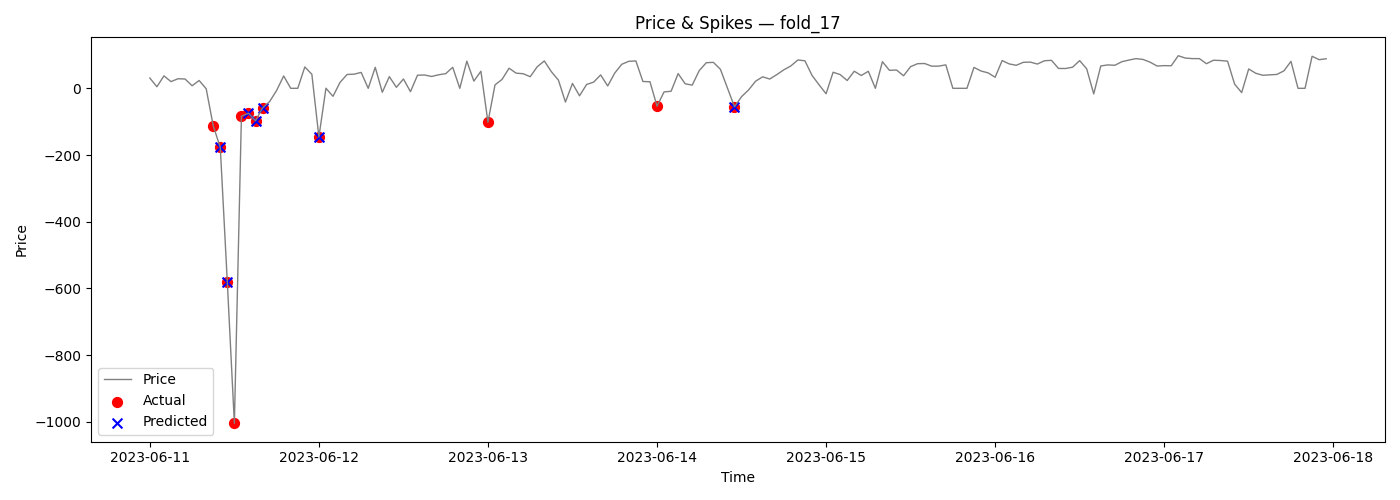 Price & Spikes — fold_17
Price
0
−200
−400
−600
−800
−1000
Price
Actual
Predicted
2023-06-11
2023-06-12
2023-06-13
2023-06-14
2023-06-15
2023-06-16
2023-06-17
2023-06-18
Time